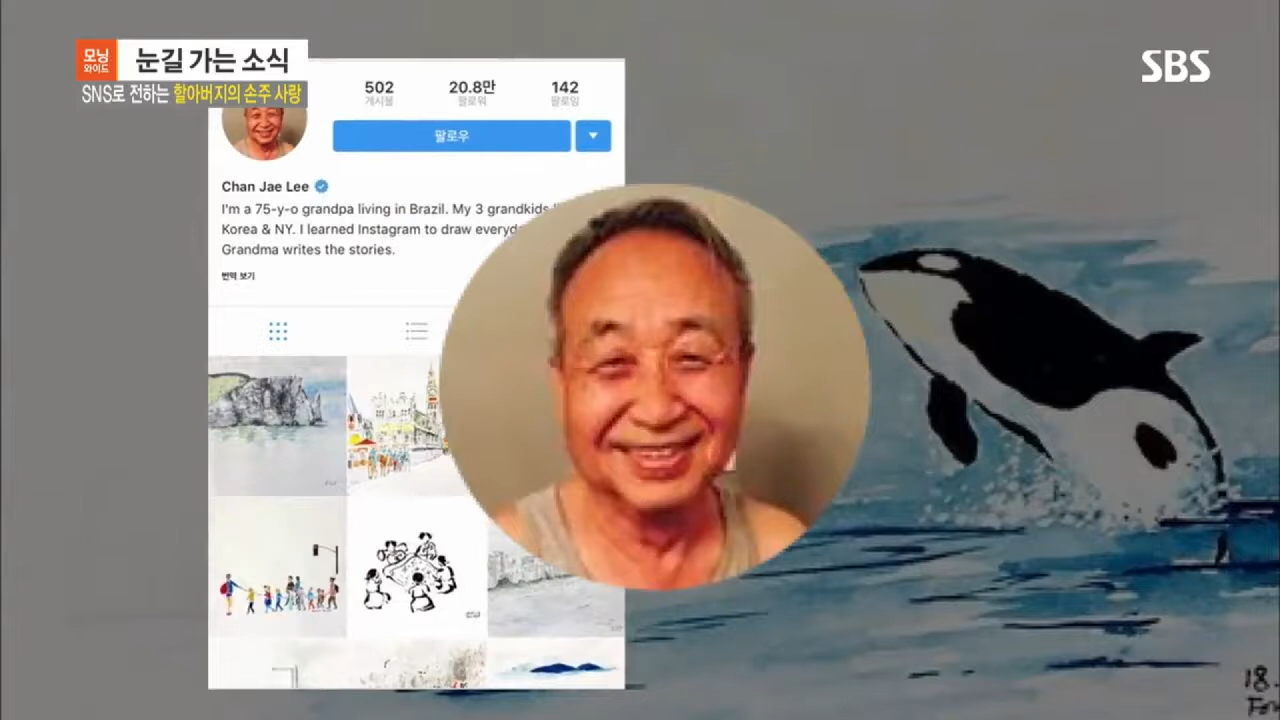 모닝
와이드
눈길 가는 소식
SNS로 전하는 할아버지의 손주 사랑
SBS
502
20.8만
142
게시물
팔로워
팔로잉
팔로우
Chan Jae Lee
I'm a 75-y-o grandpa living in Brazil. My 3 grandkids
Korea & NY. I learned Instagram to draw everyd
Grandma writes the stories.
번역 보기
18.
For